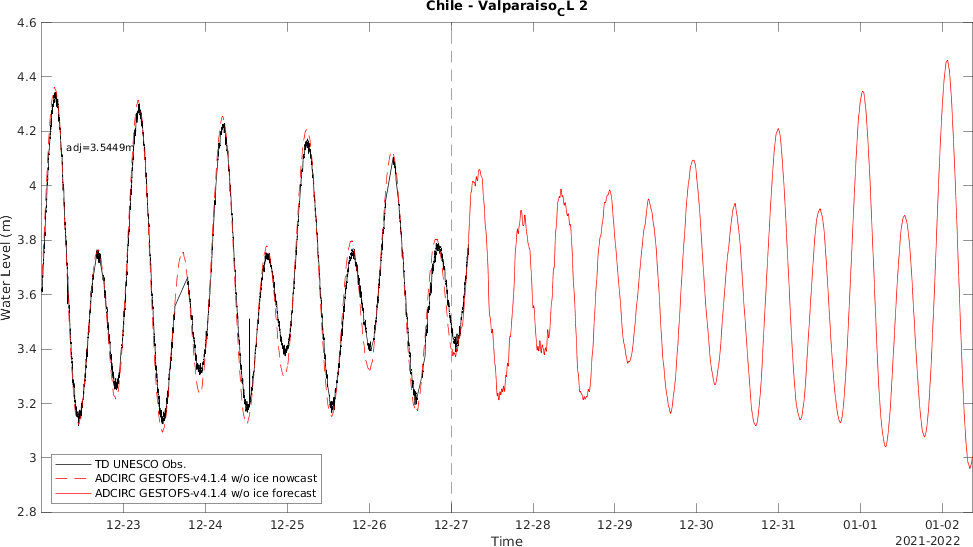 Chile - Valparaiso_CL 2
4.6
4.4
4.2
4
3.8
3.6
3.4
3.2
3
2.8
Water Level (m)
adj=3.5449m
TD UNESCO Obs.
ADCIRC GESTOFS-v4.1.4 w/o ice nowcast
ADCIRC GESTOFS-v4.1.4 w/o ice forecast
12-23 12-24 12-25 12-26 12-27 12-28 12-29 12-30 12-31 01-01 01-02
Time
2021-2022